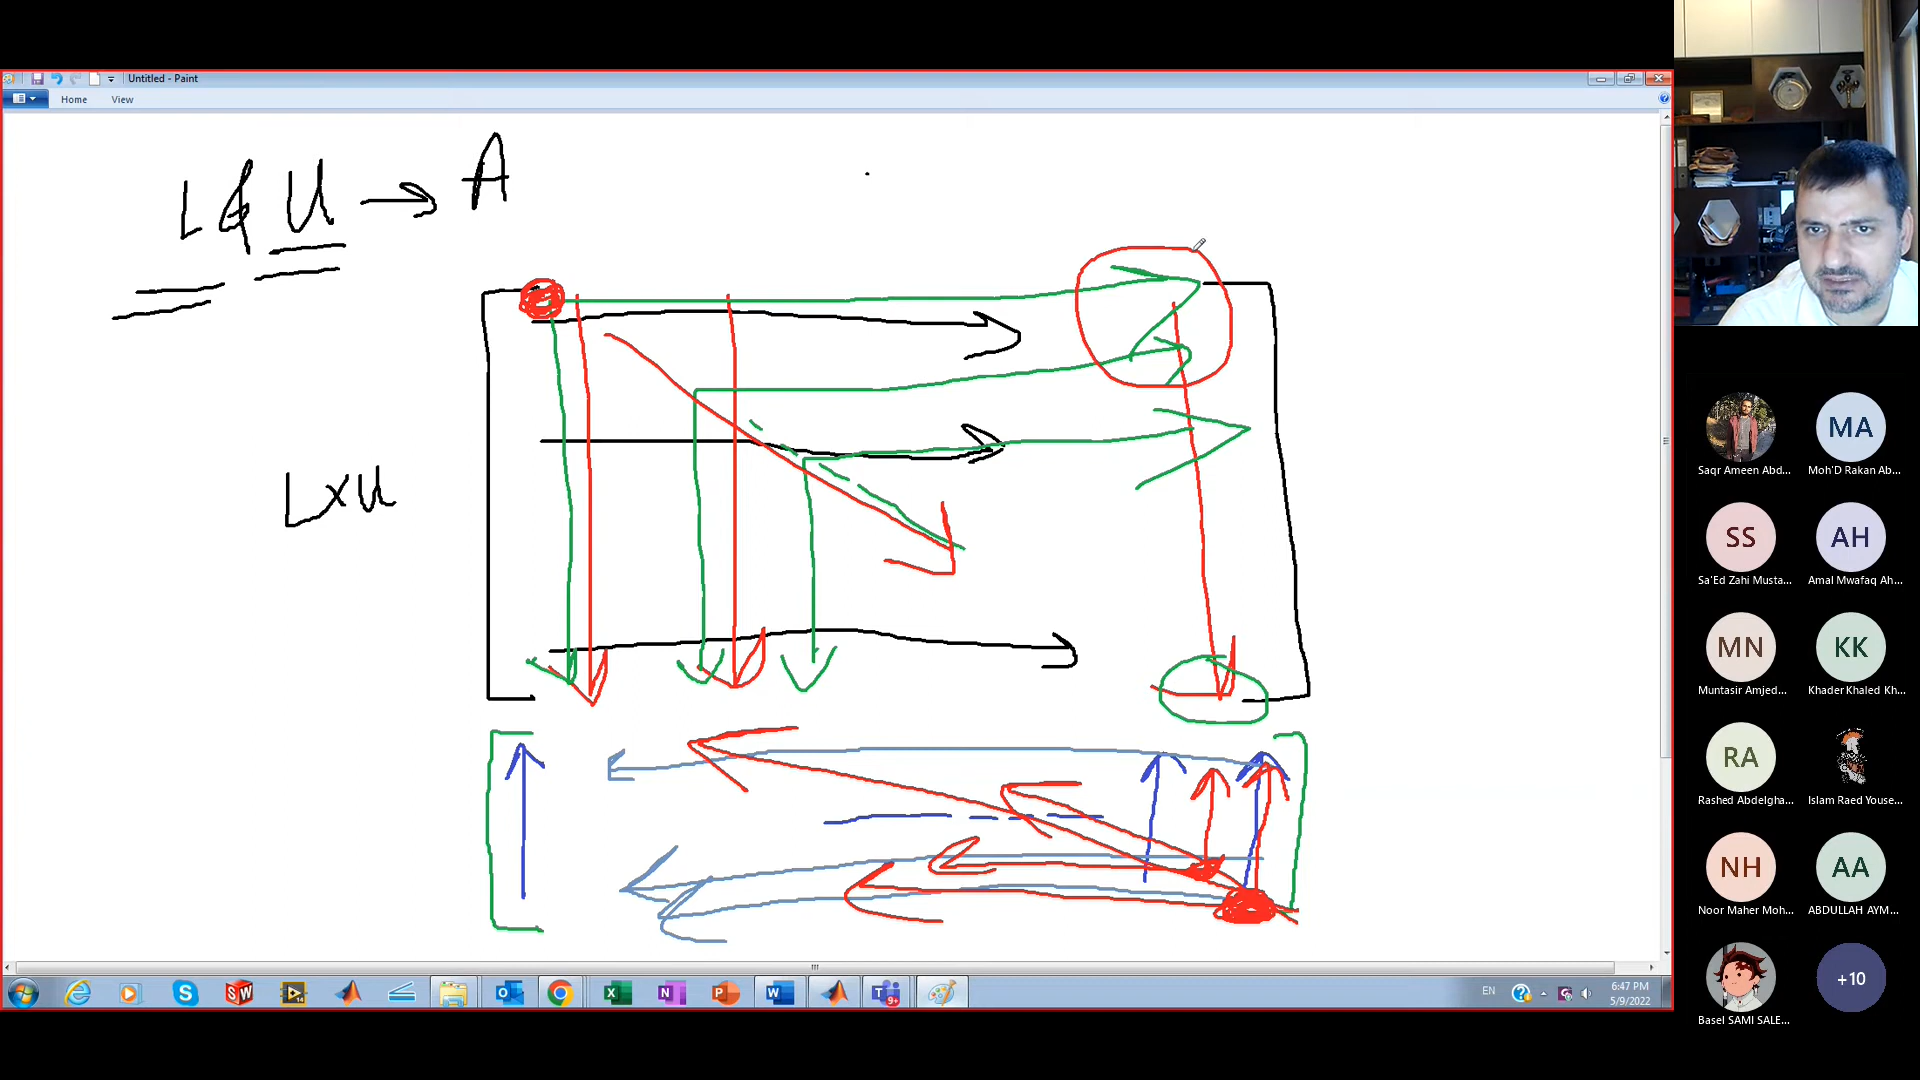 Untitled - Paint
Home View
L & U → A
L×U
Saqr Ameen Abd...
MA
Moh'D Rakan Ab...
SS
Sa'Ed Zahi Musta...
AH
Amal Mwafaq Ah...
MN
Muntasir Amjed...
KK
Khader Khaled Kh...
RA
Rashed Abdelgha...
Islam Raed Youse...
NH
Noor Maher Moh...
AA
ABDULLAH AYM...
Basel SAMI SALE...
+10
EN
6:47 PM
5/9/2022